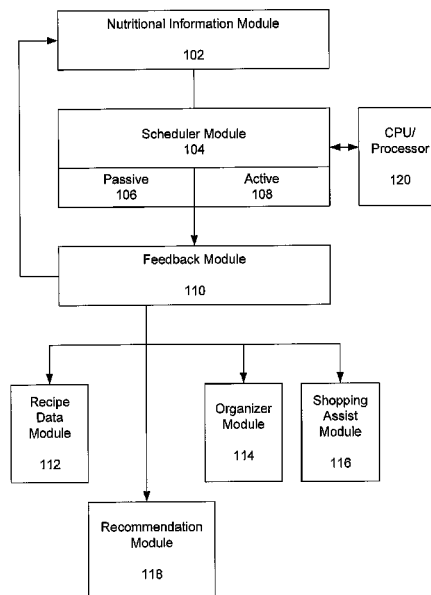 Nutritional Information Module
102
Scheduler Module
104
Passive
106
Active
108
CPU/
Processor
120
Feedback Module
110
Recipe
Data
Module
112
Organizer
Module
114
Shopping
Assist
Module
116
Recommendation
Module
118